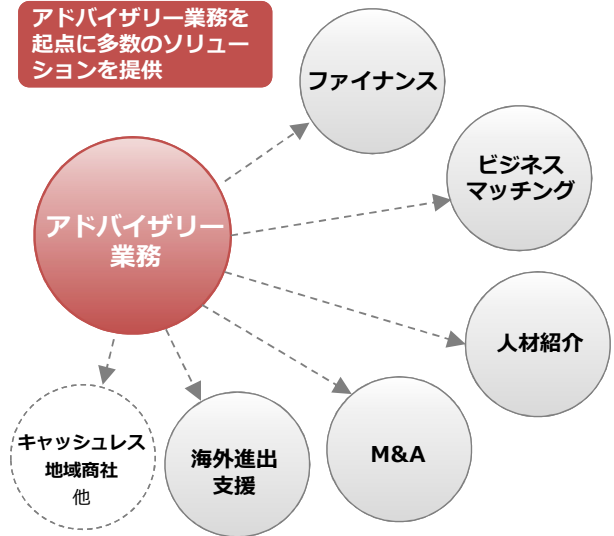 アドバイザリー業務を
起点に多数のソリュー
ションを提供
ファイナンス
ビジネス
マッチング
アドバイザリー
業務
人材紹介
M&A
海外進出
支援
キャッシュレス
地域商社
他